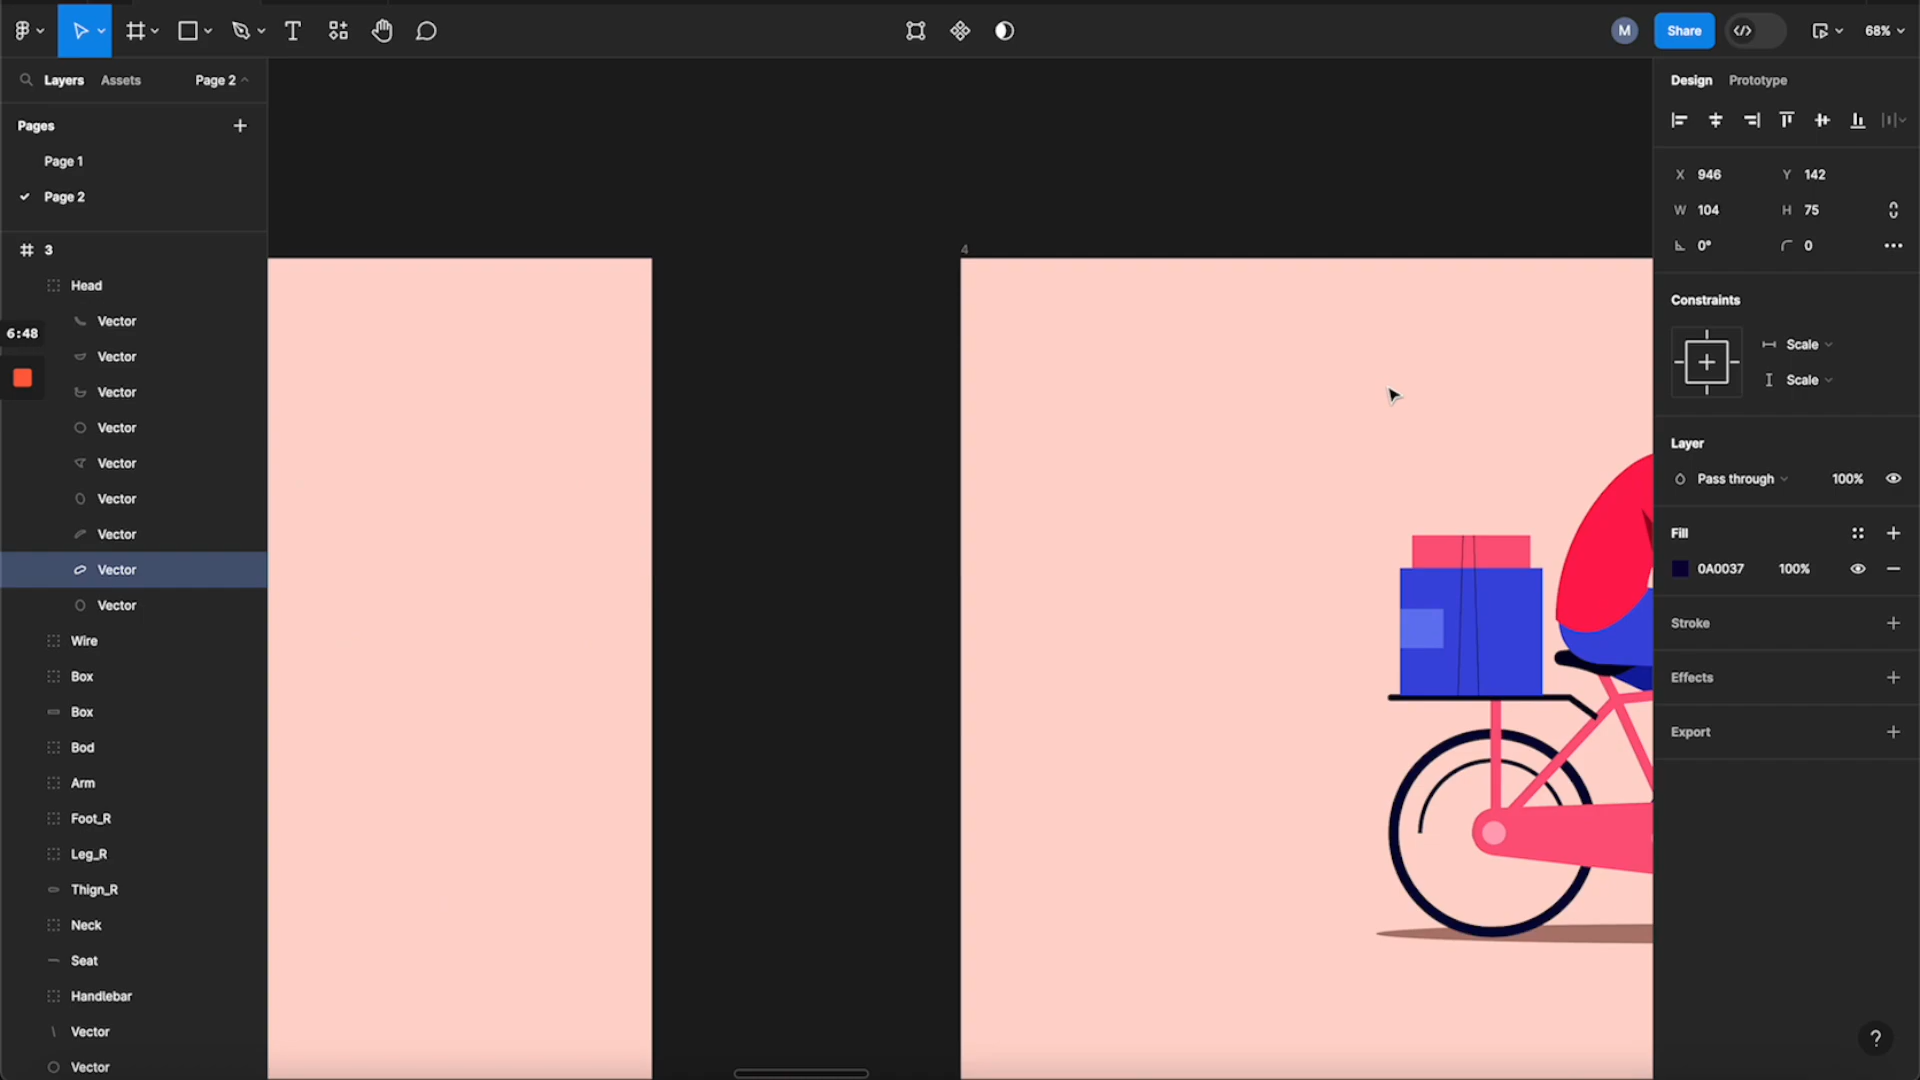 M
Share
68%
Layers
Assets
Page 2
Design
Prototype
Pages
Page 1
Page 2
X 946
Y 142
W 104
H 75
0°
0
3
4
Head
Vector
Vector
Vector
Vector
Vector
Vector
Vector
Vector
Vector
6:48
Wire
Box
Box
Bod
Arm
Foot_R
Leg_R
Thign_R
Neck
Seat
Handlebar
Vector
Vector
Constraints
Scale
Scale
Layer
Pass through
100%
Fill
0A0037
100%
Stroke
Effects
Export
?